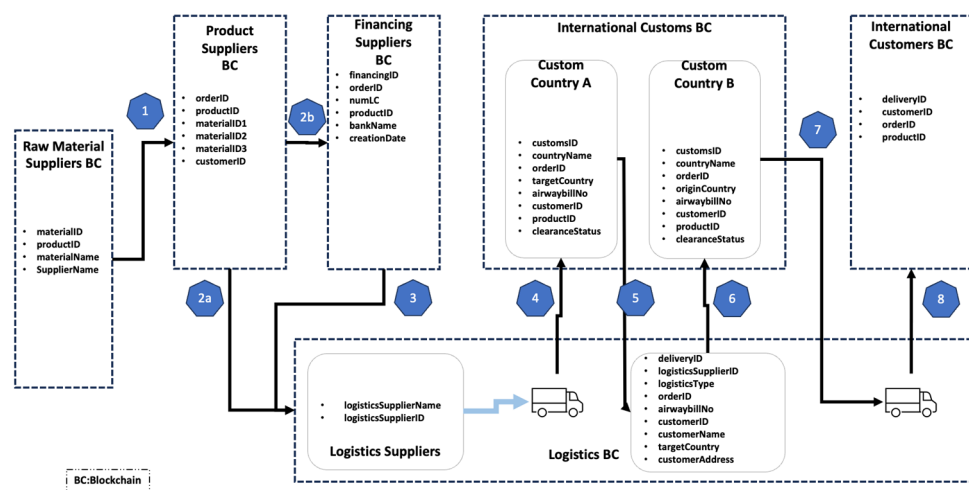 Raw Material
Suppliers BC
materialID
productID
materialName
SupplierName
1
Product
Suppliers
BC
orderID
productID
materialID1
materialID2
materialID3
customerID
2b
Financing
Suppliers
BC
financingID
orderID
numLC
productID
bankName
creationDate
2a
3
International Customs BC
Custom
Country A
customsID
countryName
orderID
targetCountry
airwaybillNo
customerID
productID
clearanceStatus
Custom
Country B
customsID
countryName
orderID
originCountry
airwaybillNo
customerID
productID
clearanceStatus
7
International
Customers BC
deliveryID
customerID
orderID
productID
4
5
6
8
logisticsSupplierName
logisticsSupplierID
Logistics Suppliers
Logistics BC
deliveryID
logisticsSupplierID
logisticsType
orderID
airwaybillNo
customerID
customerName
targetCountry
customerAddress
BC:Blockchain